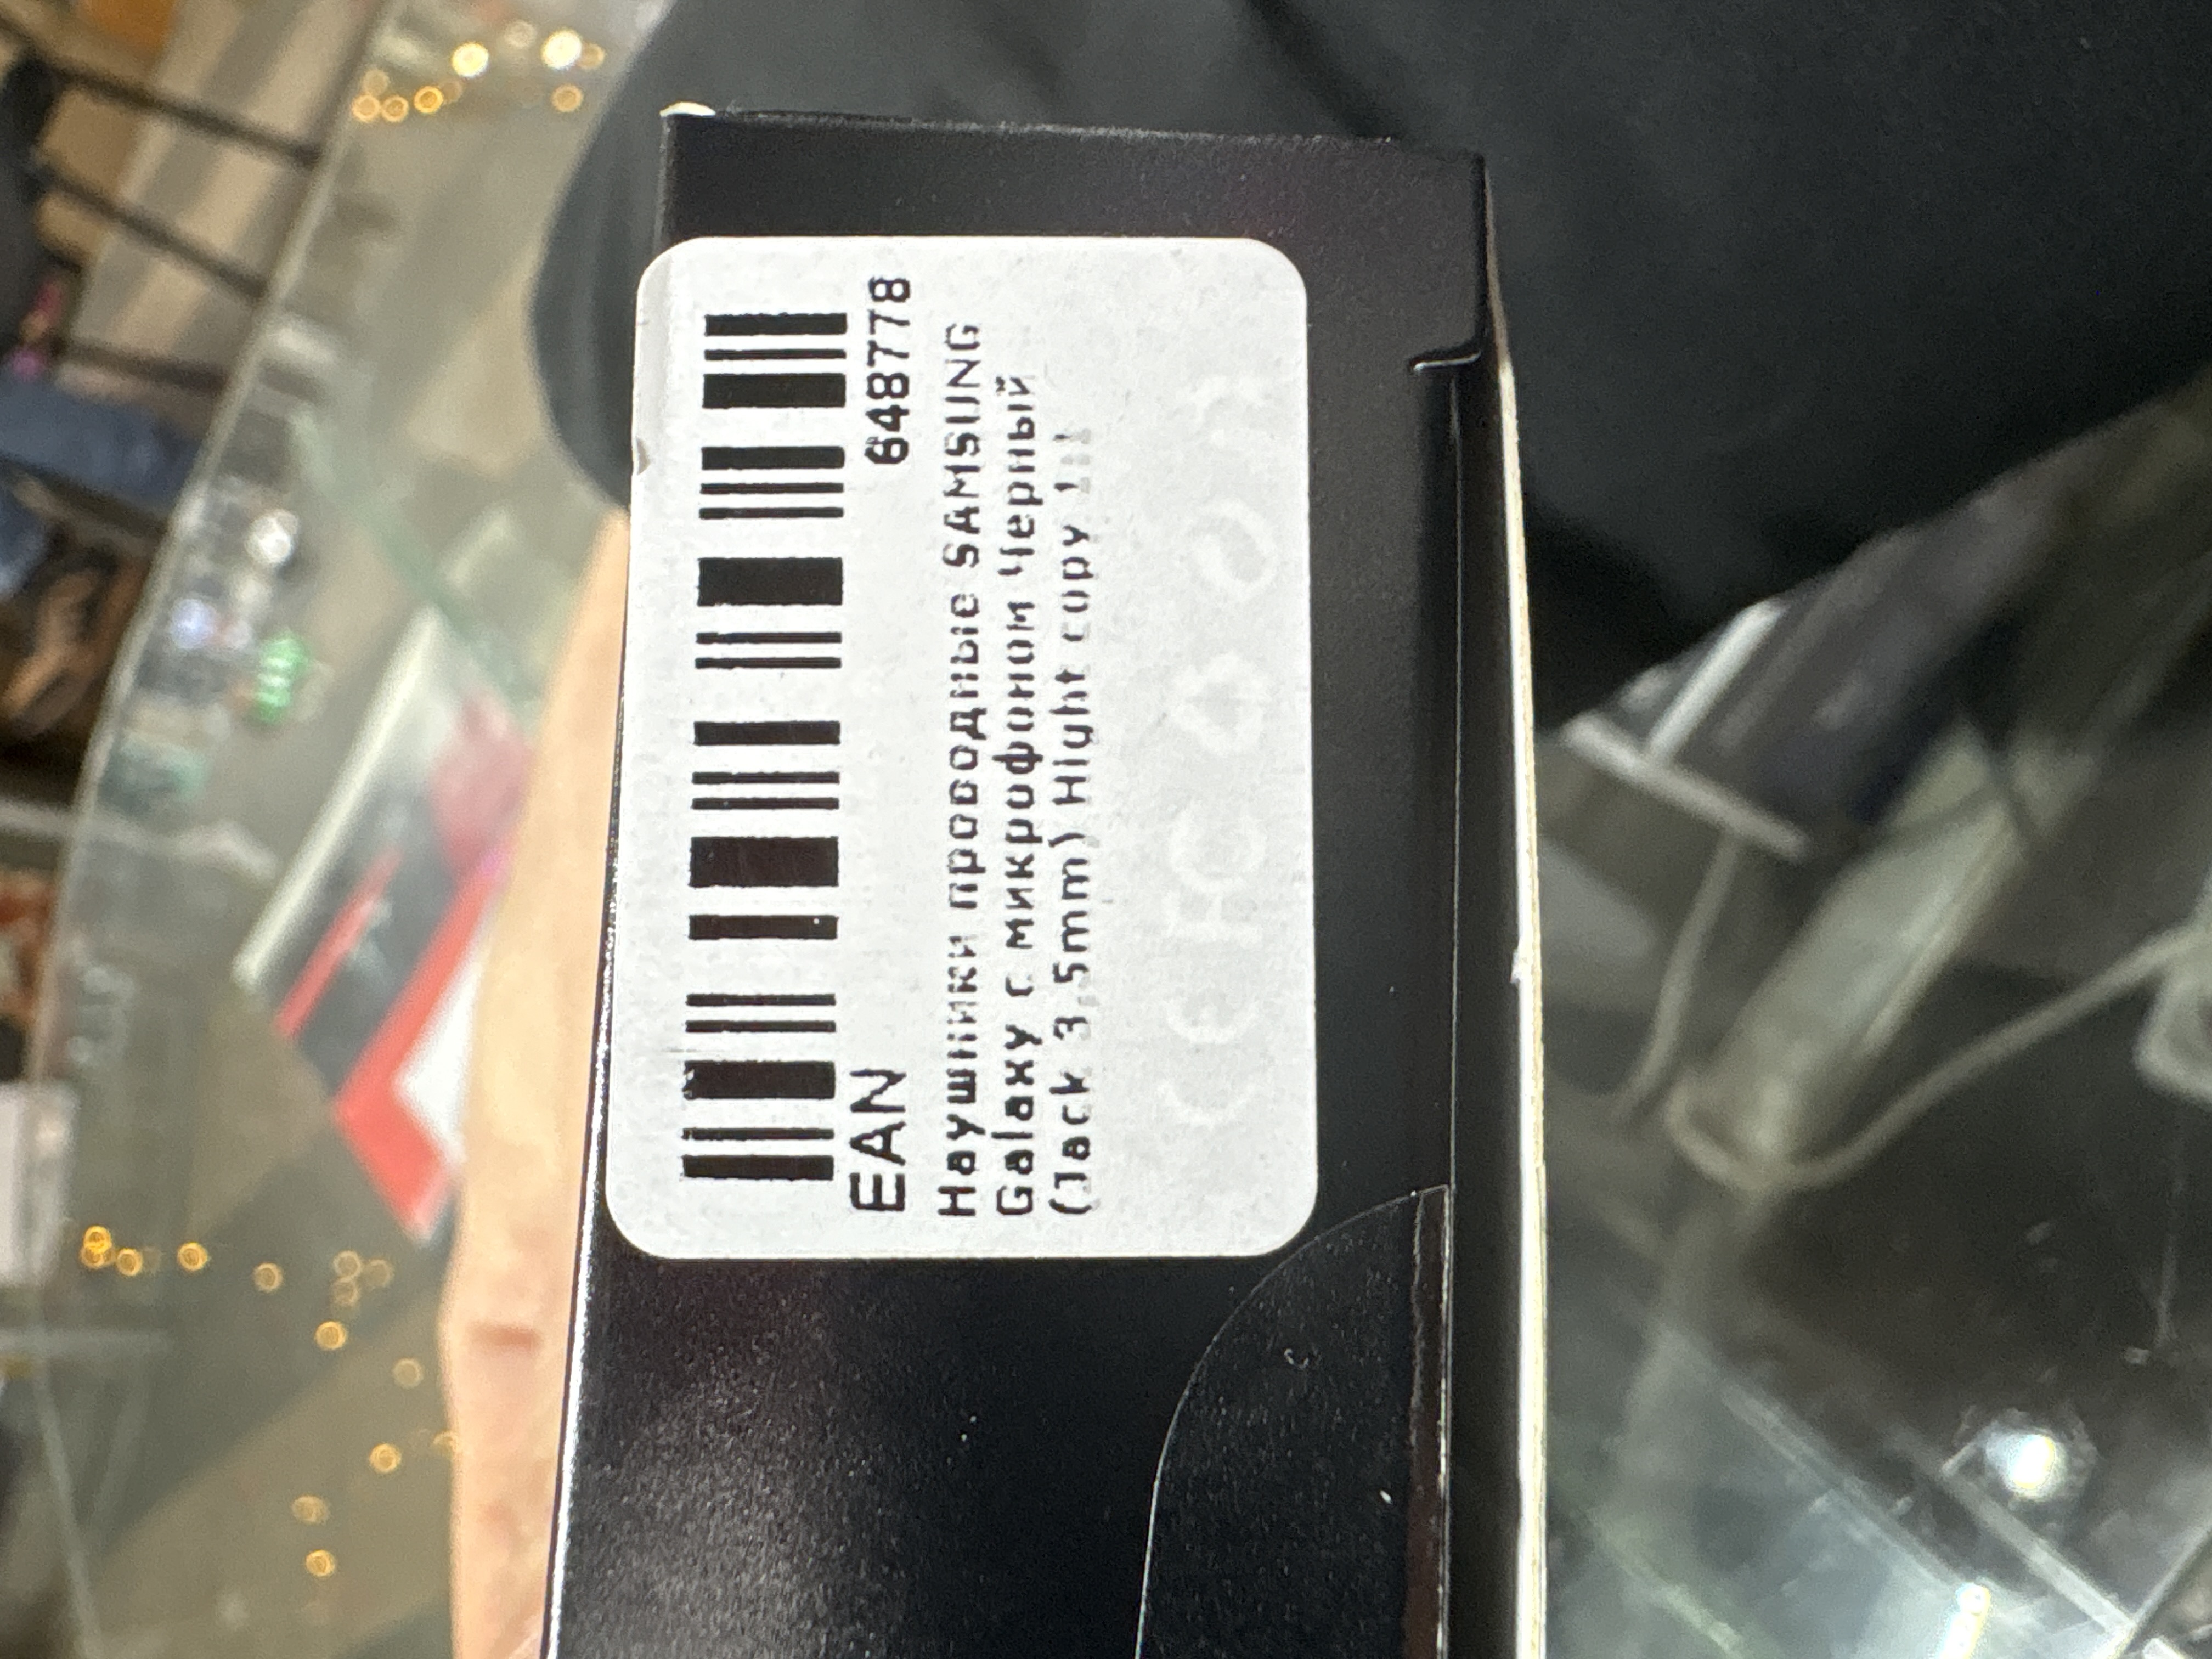 EAN 648778
Наушники проводные SAMSUNG
Galaxy с микрофоном Черный
(Jack 3,5mm) Hight copy 1:1